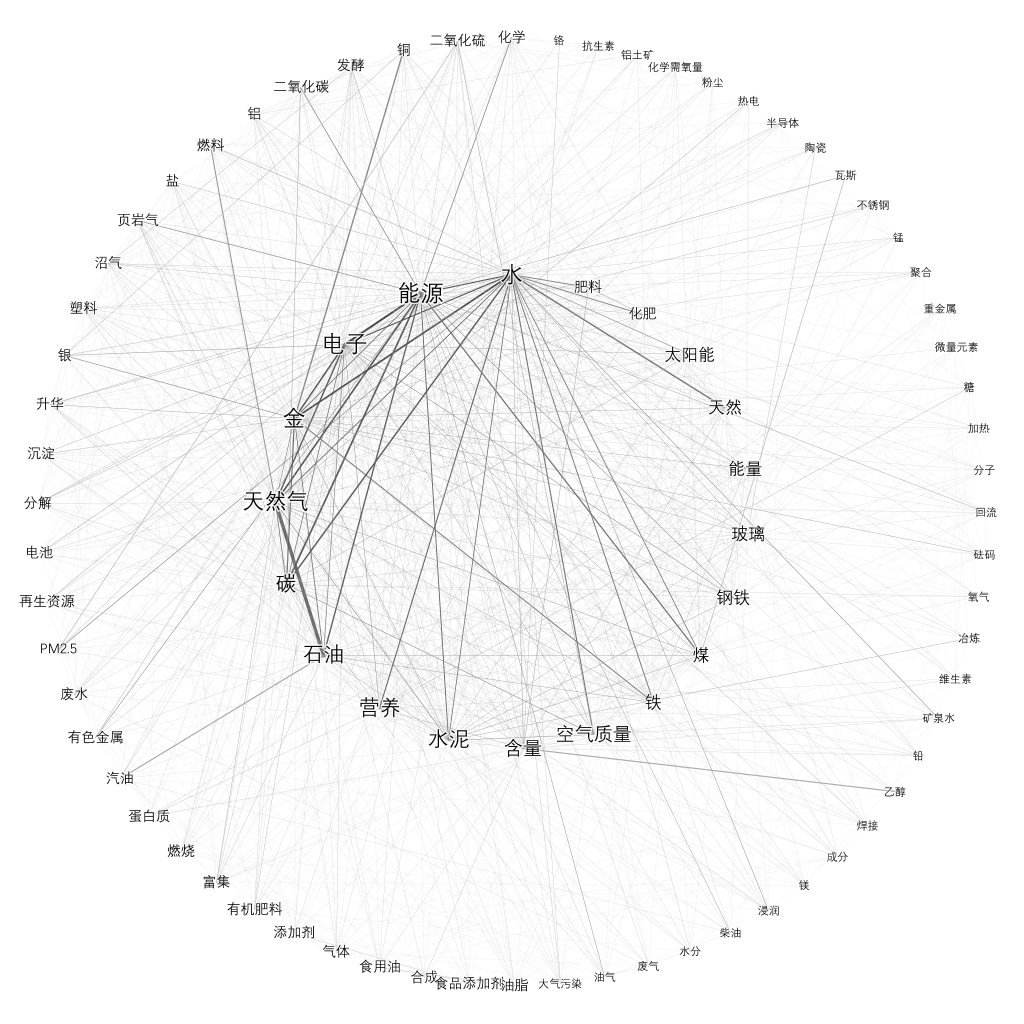 化学
铬
抗生素
铝土矿
化学需氧量
粉尘
热电
半导体
陶瓷
瓦斯
不锈钢
锰
聚合
重金属
微量元素
糖
加热
分子
回流
砝码
氧气
冶炼
维生素
矿泉水
铅
乙醇
焊接
成分
镁
浸润
柴油
水分
废气
油气
大气污染
油脂
食品添加剂
合成
食用油
气体
添加剂
有机肥料
富集
燃烧
蛋白质
汽油
有色金属
废水
PM2.5
再生资源
电池
分解
沉淀
升华
银
塑料
沼气
页岩气
盐
燃料
铝
二氧化碳
发酵
铜
二氧化硫
水
肥料
化肥
太阳能
天然
能量
玻璃
钢铁
煤
铁
空气质量
含量
水泥
营养
石油
碳
天然气
金
电子
能源